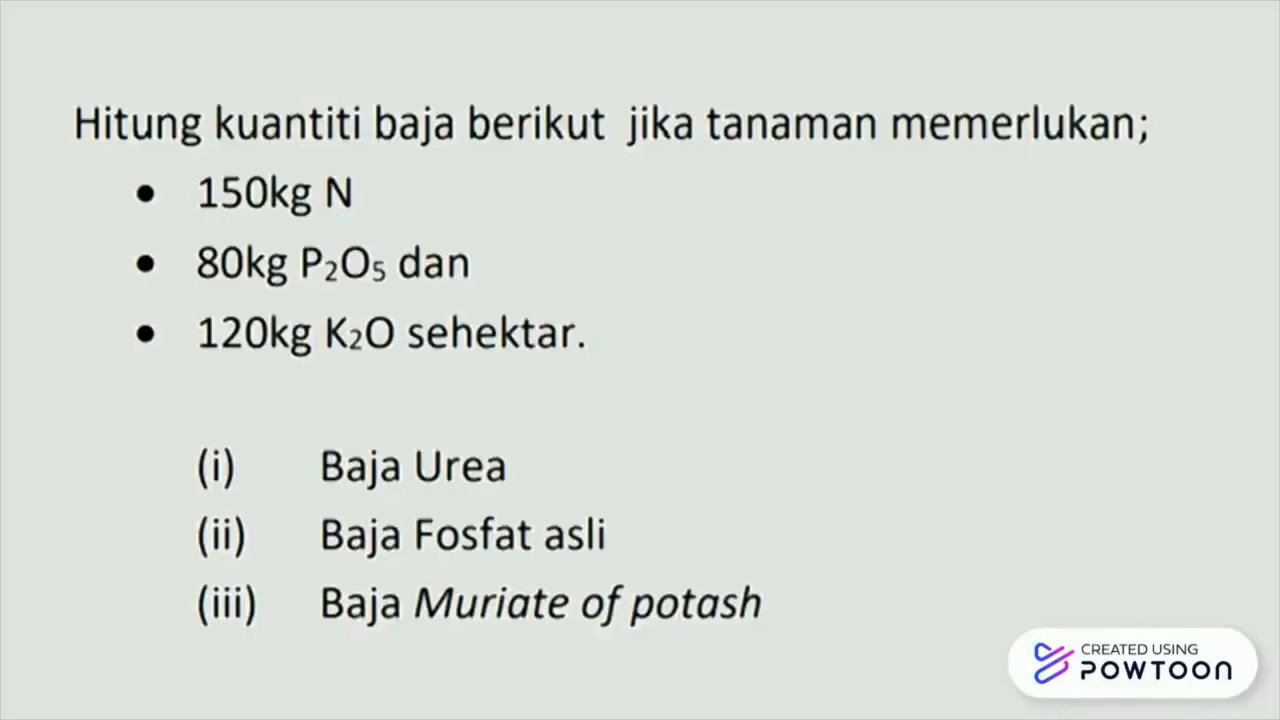 Hitung kuantiti baja berikut jika tanaman memerlukan;
• 150kg N
• 80kg P₂O₅ dan
• 120kg K₂O sehektar.
(i) Baja Urea
(ii) Baja Fosfat asli
(iii) Baja Muriate of potash
CREATED USING
POWTOON